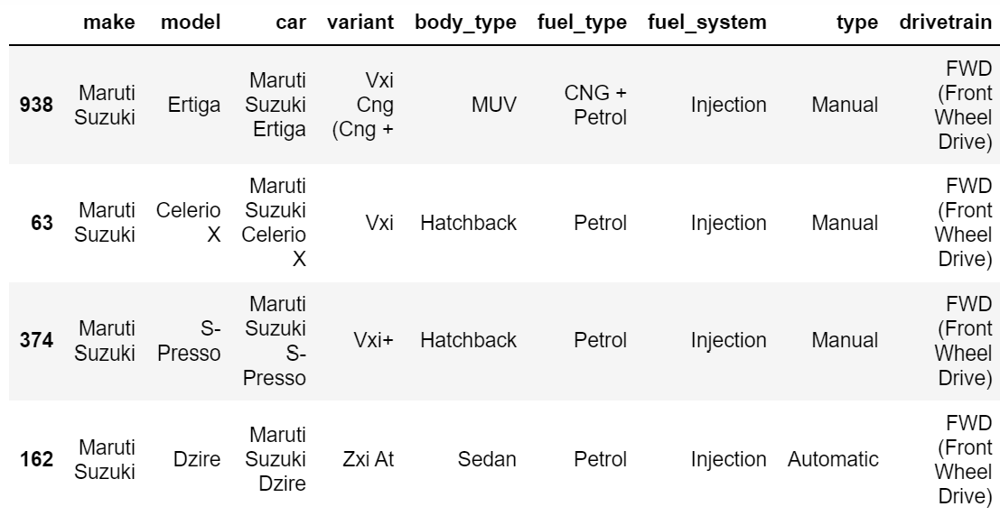 make model car variant body_type fuel_type fuel_system type drivetrain
938 Maruti Suzuki Ertiga Maruti Suzuki Ertiga Vxi Cng (Cng + MUV CNG + Petrol Injection Manual FWD (Front Wheel Drive)
63 Maruti Suzuki Celerio X Maruti Suzuki Celerio X Vxi Hatchback Petrol Injection Manual FWD (Front Wheel Drive)
374 Maruti Suzuki S-Presso Maruti Suzuki S-Presso Vxi+ Hatchback Petrol Injection Manual FWD (Front Wheel Drive)
162 Maruti Suzuki Dzire Maruti Suzuki Dzire Zxi At Sedan Petrol Injection Automatic FWD (Front Wheel Drive)